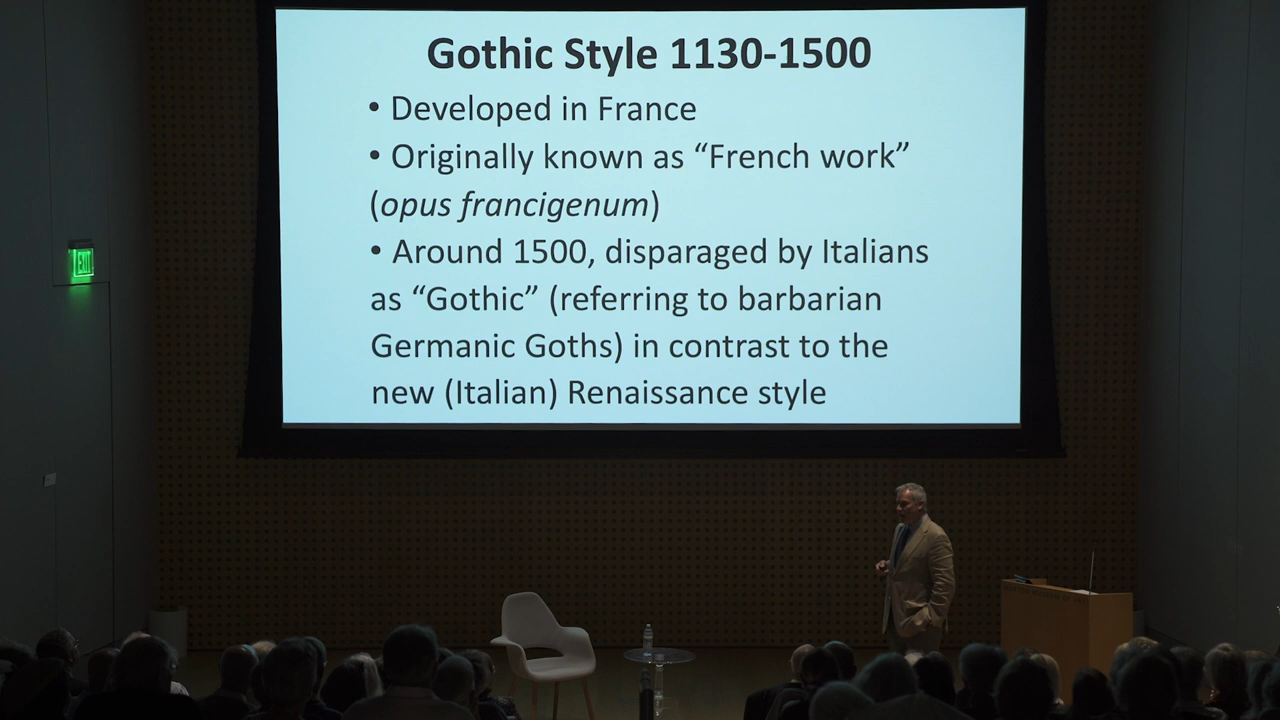 Gothic Style 1130-1500
• Developed in France
• Originally known as “French work”
(opus francigenum)
• Around 1500, disparaged by Italians
as “Gothic” (referring to barbarian
Germanic Goths) in contrast to the
new (Italian) Renaissance style
EXIT